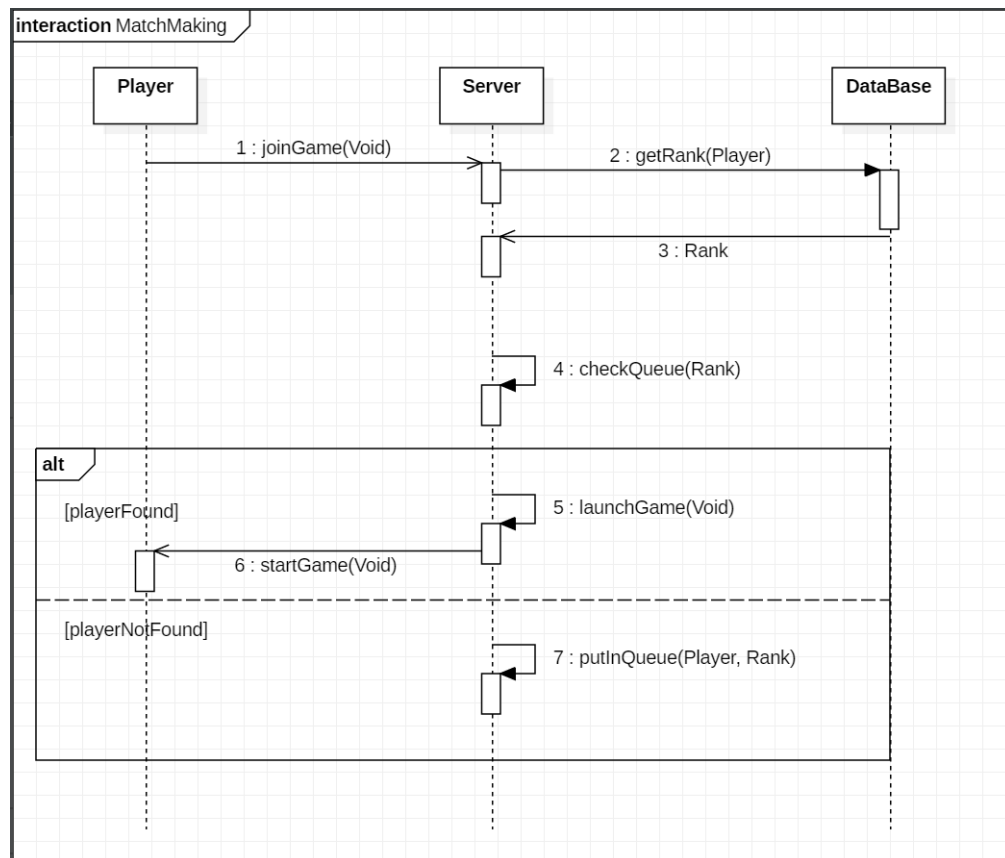 interaction MatchMaking
Player
Server
DataBase
1 : joinGame(Void)
2 : getRank(Player)
3 : Rank
4 : checkQueue(Rank)
alt
[playerFound]
5 : launchGame(Void)
6 : startGame(Void)
[playerNotFound]
7 : putInQueue(Player, Rank)